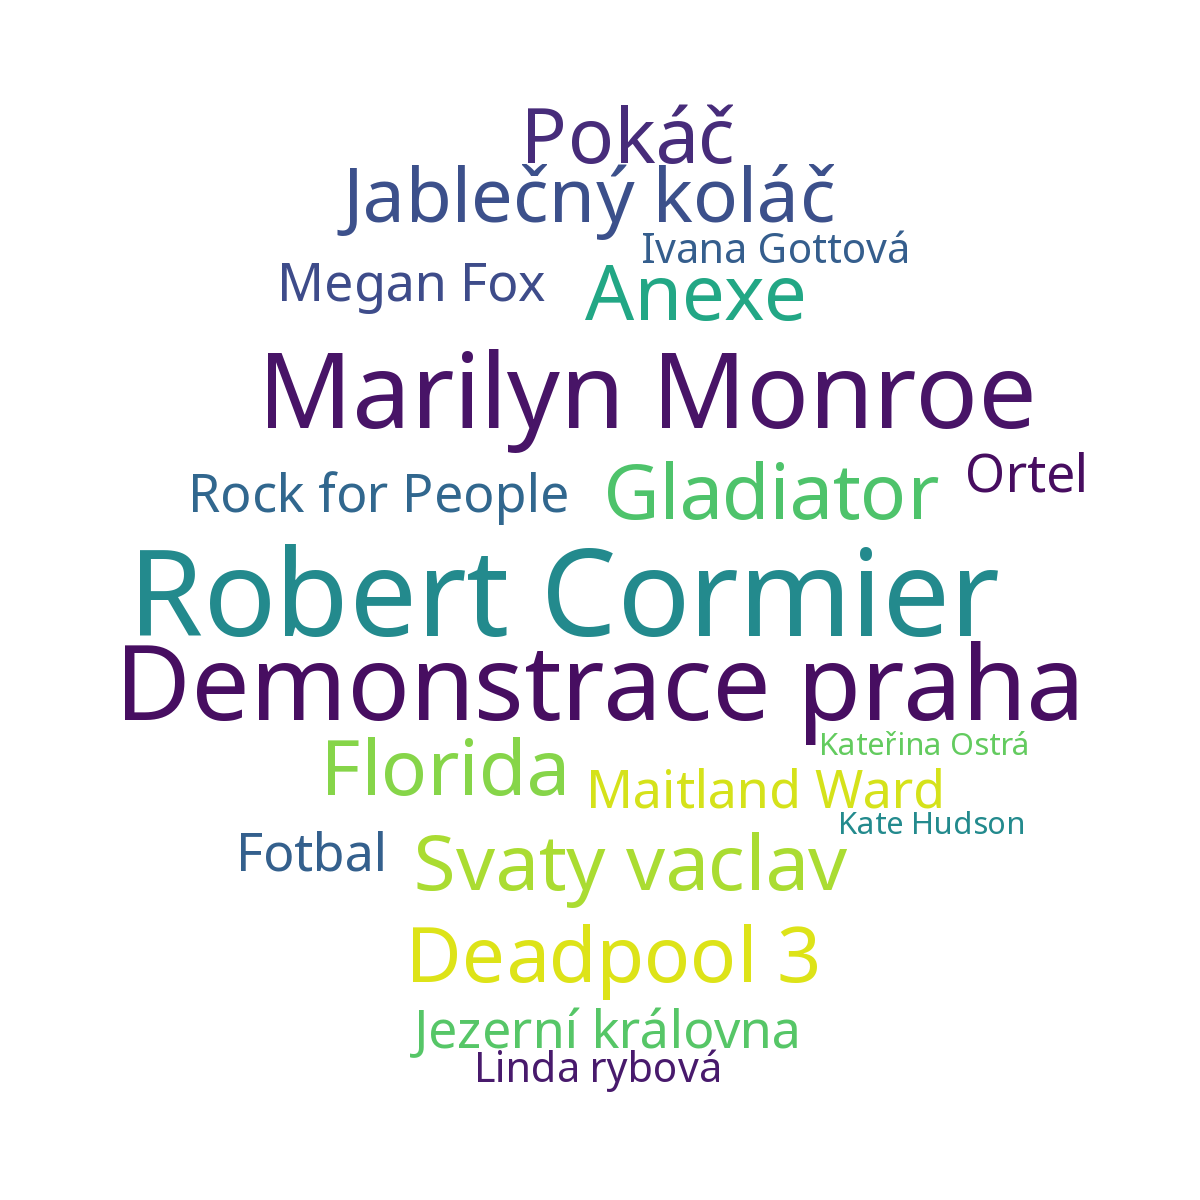 Pokáč
Jablečný koláč
Ivana Gottová
Megan Fox
Anexe
Marilyn Monroe
Ortel
Rock for People
Gladiator
Robert Cormier
Demonstrace praha
Kateřina Ostrá
Florida
Maitland Ward
Kate Hudson
Fotbal
Svaty vaclav
Deadpool 3
Jezerní královna
Linda rybová